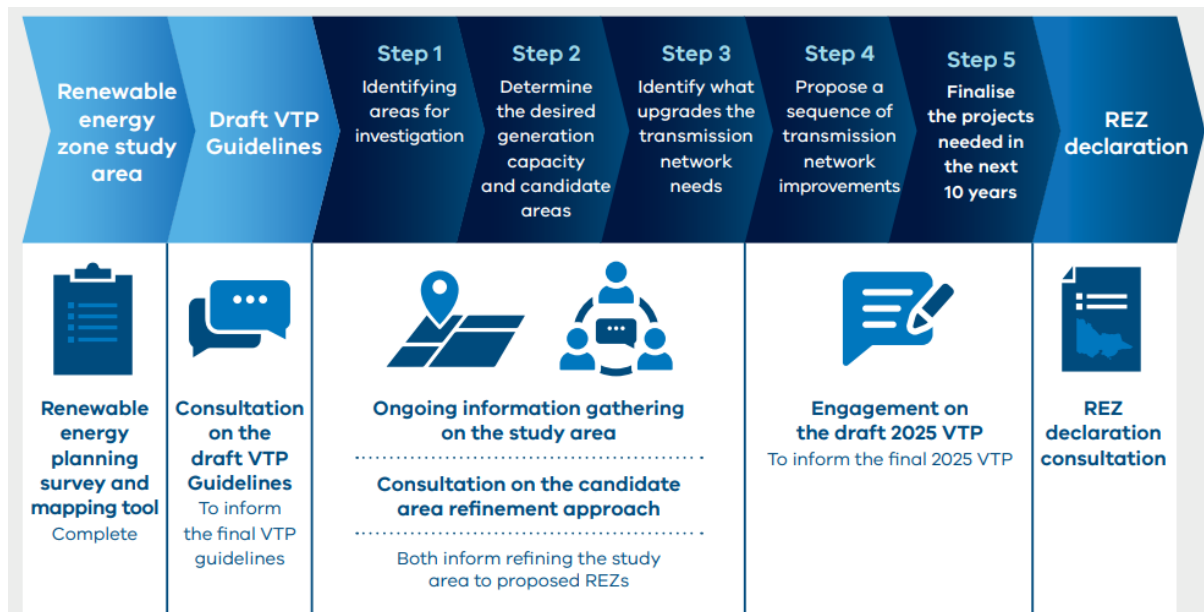 Renewable
energy
zone study
area
Draft VTP
Guidelines
Step 1
Identifying
areas for
investigation
Step 2
Determine
the desired
generation
capacity
and candidate
areas
Step 3
Identify what
upgrades the
transmission
network
needs
Step 4
Propose a
sequence of
transmission
network
improvements
Step 5
Finalise
the projects
needed in
the next
10 years
REZ
declaration
Renewable
energy
planning
survey and
mapping tool
Complete
Consultation
on the
draft VTP
Guidelines
To inform
the final VTP
guidelines
Ongoing information gathering
on the study area
Consultation on the candidate
area refinement approach
Both inform refining the study
area to proposed REZs
Engagement on
the draft 2025 VTP
To inform the final 2025 VTP
REZ
declaration
consultation